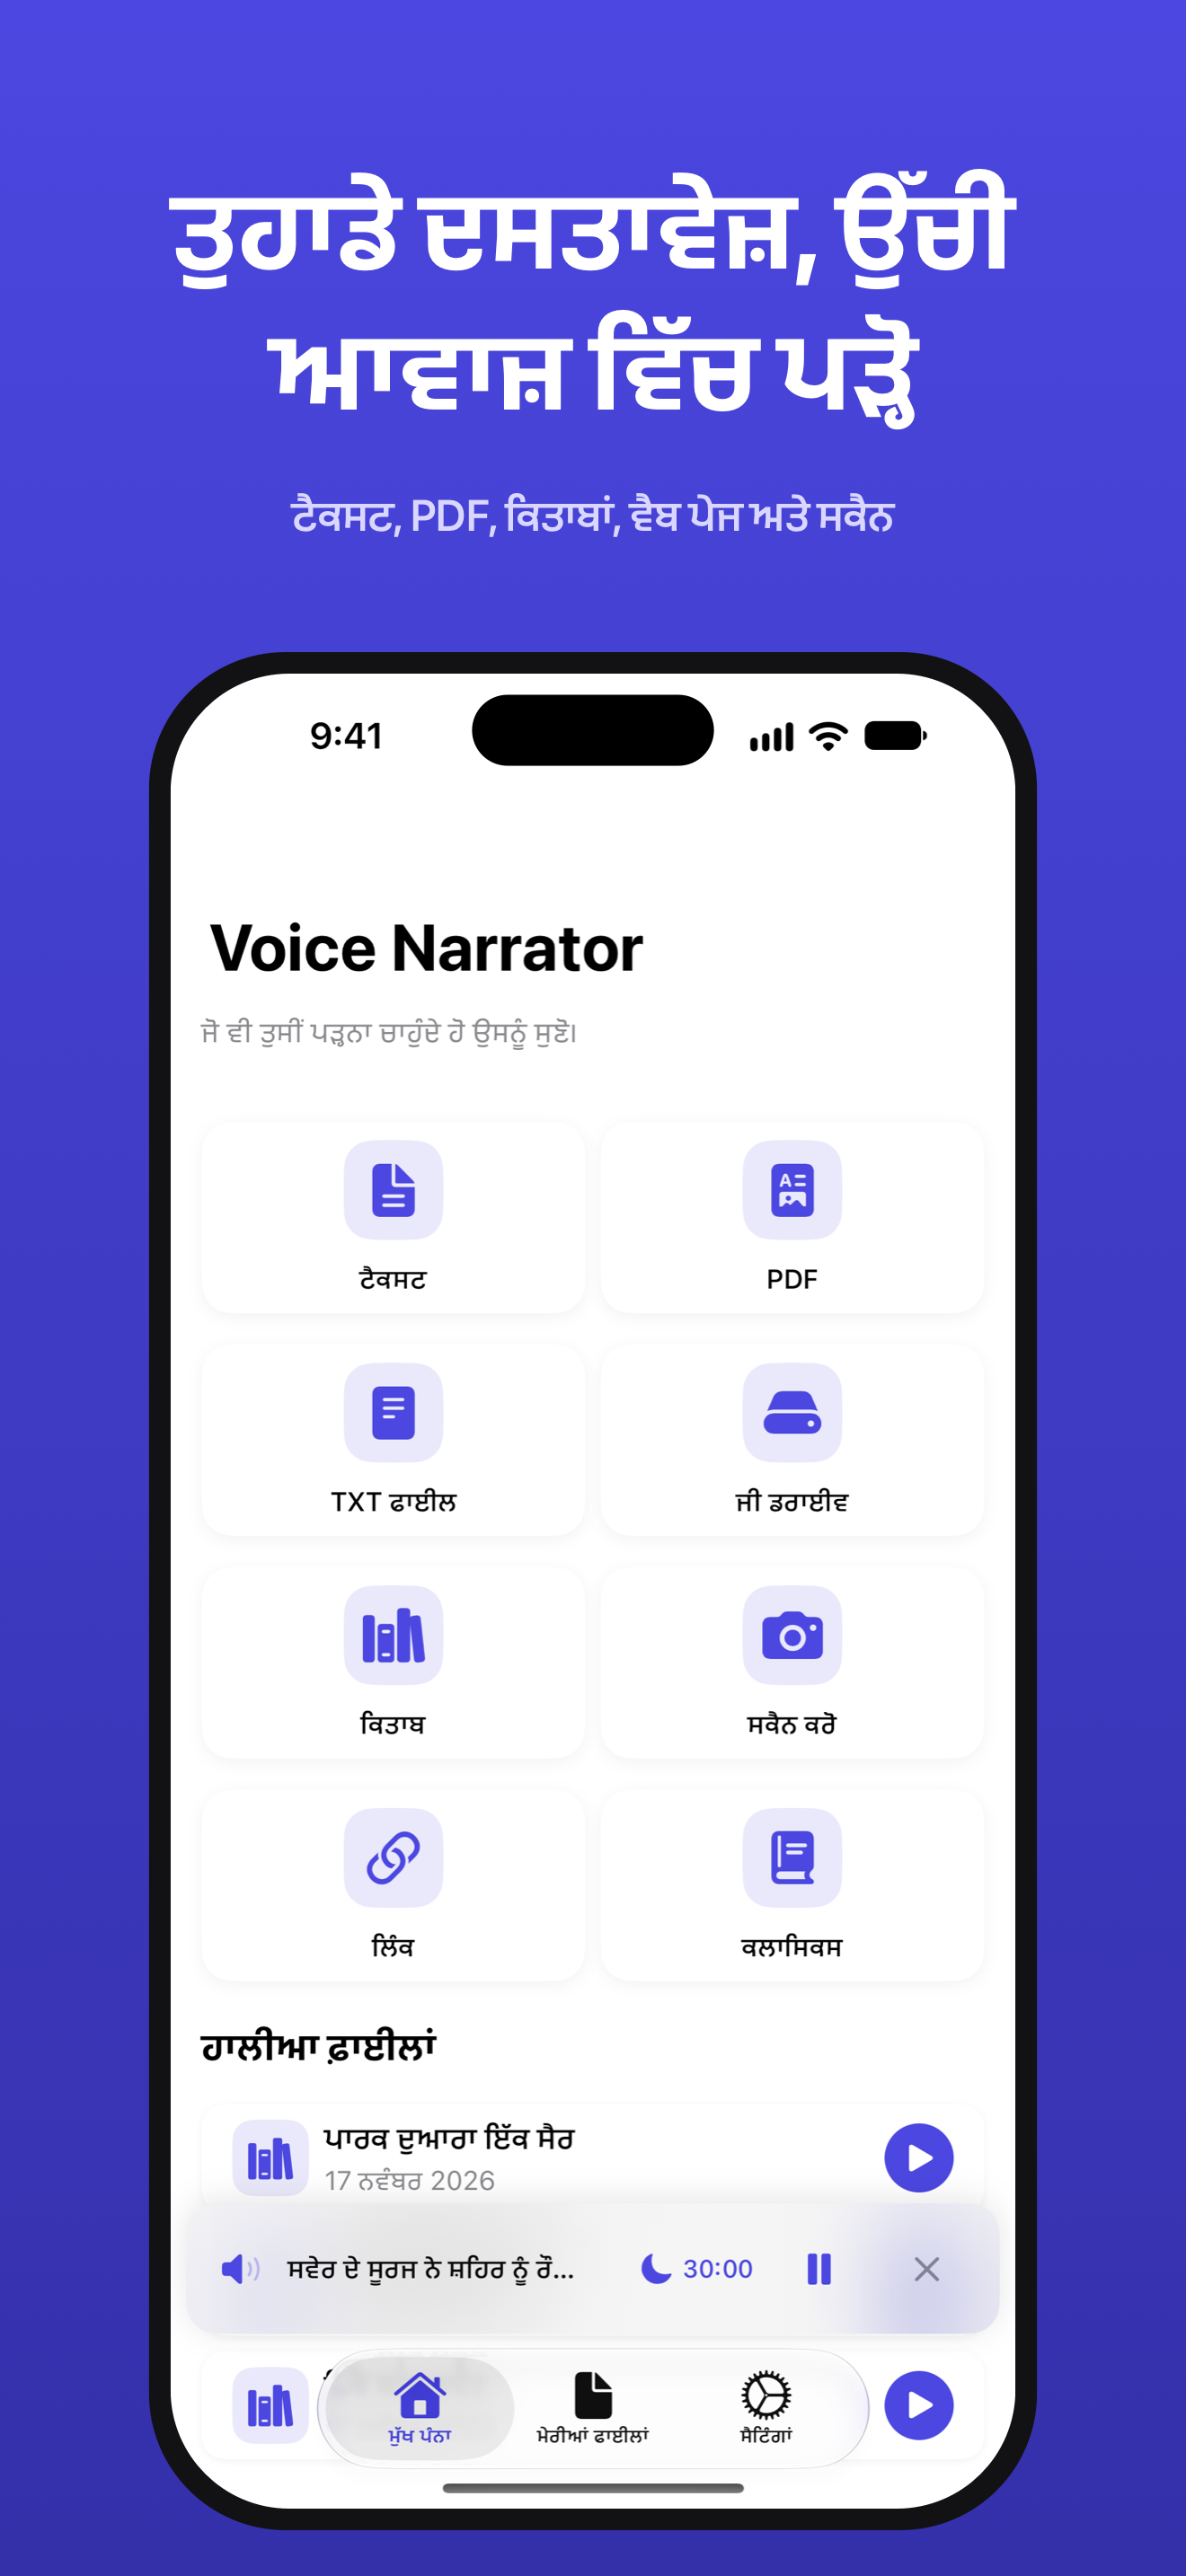 ਤੁਹਾਡੇ ਦਸਤਾਵੇਜ਼, ਉੱਚੀ
ਆਵਾਜ਼ ਵਿੱਚ ਪੜ੍ਹੋ
ਟੈਕਸਟ, PDF, ਕਿਤਾਬਾਂ, ਵੈਬ ਪੇਜ ਅਤੇ ਸਕੈਨ
9:41
Voice Narrator
ਜੋ ਵੀ ਤੁਸੀਂ ਪੜ੍ਹਨਾ ਚਾਹੁੰਦੇ ਹੋ ਉਸਨੂੰ ਸੁਣੋ।
ਟੈਕਸਟ
PDF
TXT ਫਾਈਲ
ਜੀ ਡਰਾਈਵ
ਕਿਤਾਬ
ਸਕੈਨ ਕਰੋ
ਲਿੰਕ
ਕਲਾਸਿਕਸ
ਹਾਲੀਆ ਫ਼ਾਈਲਾਂ
ਪਾਰਕ ਦੁਆਰਾ ਇੱਕ ਸੈਰ
17 ਨਵੰਬਰ 2026
ਸਵੇਰ ਦੇ ਸੂਰਜ ਨੇ ਸ਼ਹਿਰ ਨੂੰ ਰੌ... 30:00
ਮੁੱਖ ਪੰਨਾ ਮੇਰੀਆਂ ਫਾਈਲਾਂ ਸੈਟਿੰਗਾਂ